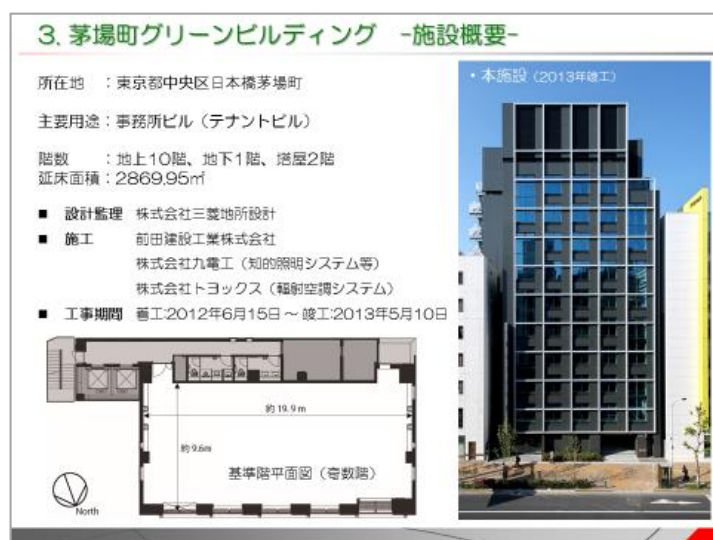 3. 茅場町グリーンビルディング -施設概要-
所在地 ：東京都中央区日本橋茅場町
主要用途：事務所ビル（テナントビル）
階数 ：地上10階、地下1階、塔屋2階
延床面積：2869.95㎡
■ 設計監理 株式会社三菱地所設計
■ 施工 前田建設工業株式会社
株式会社九電工（知的照明システム等）
株式会社トヨックス（輻射空調システム）
■ 工事期間 着工:2012年6月15日～竣工:2013年5月10日
約19.9m
約9.6m
基準階平面図（奇数階）
North
・本施設（2013年竣工）